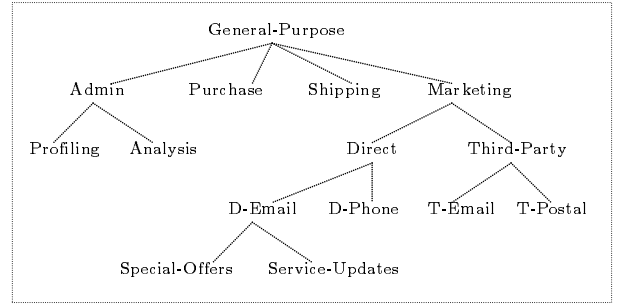 General-Purpose
Admin Purchase Shipping Marketing
Profiling Analysis Direct Third-Party
D-Email D-Phone T-Email T-Postal
Special-Offers Service-Updates